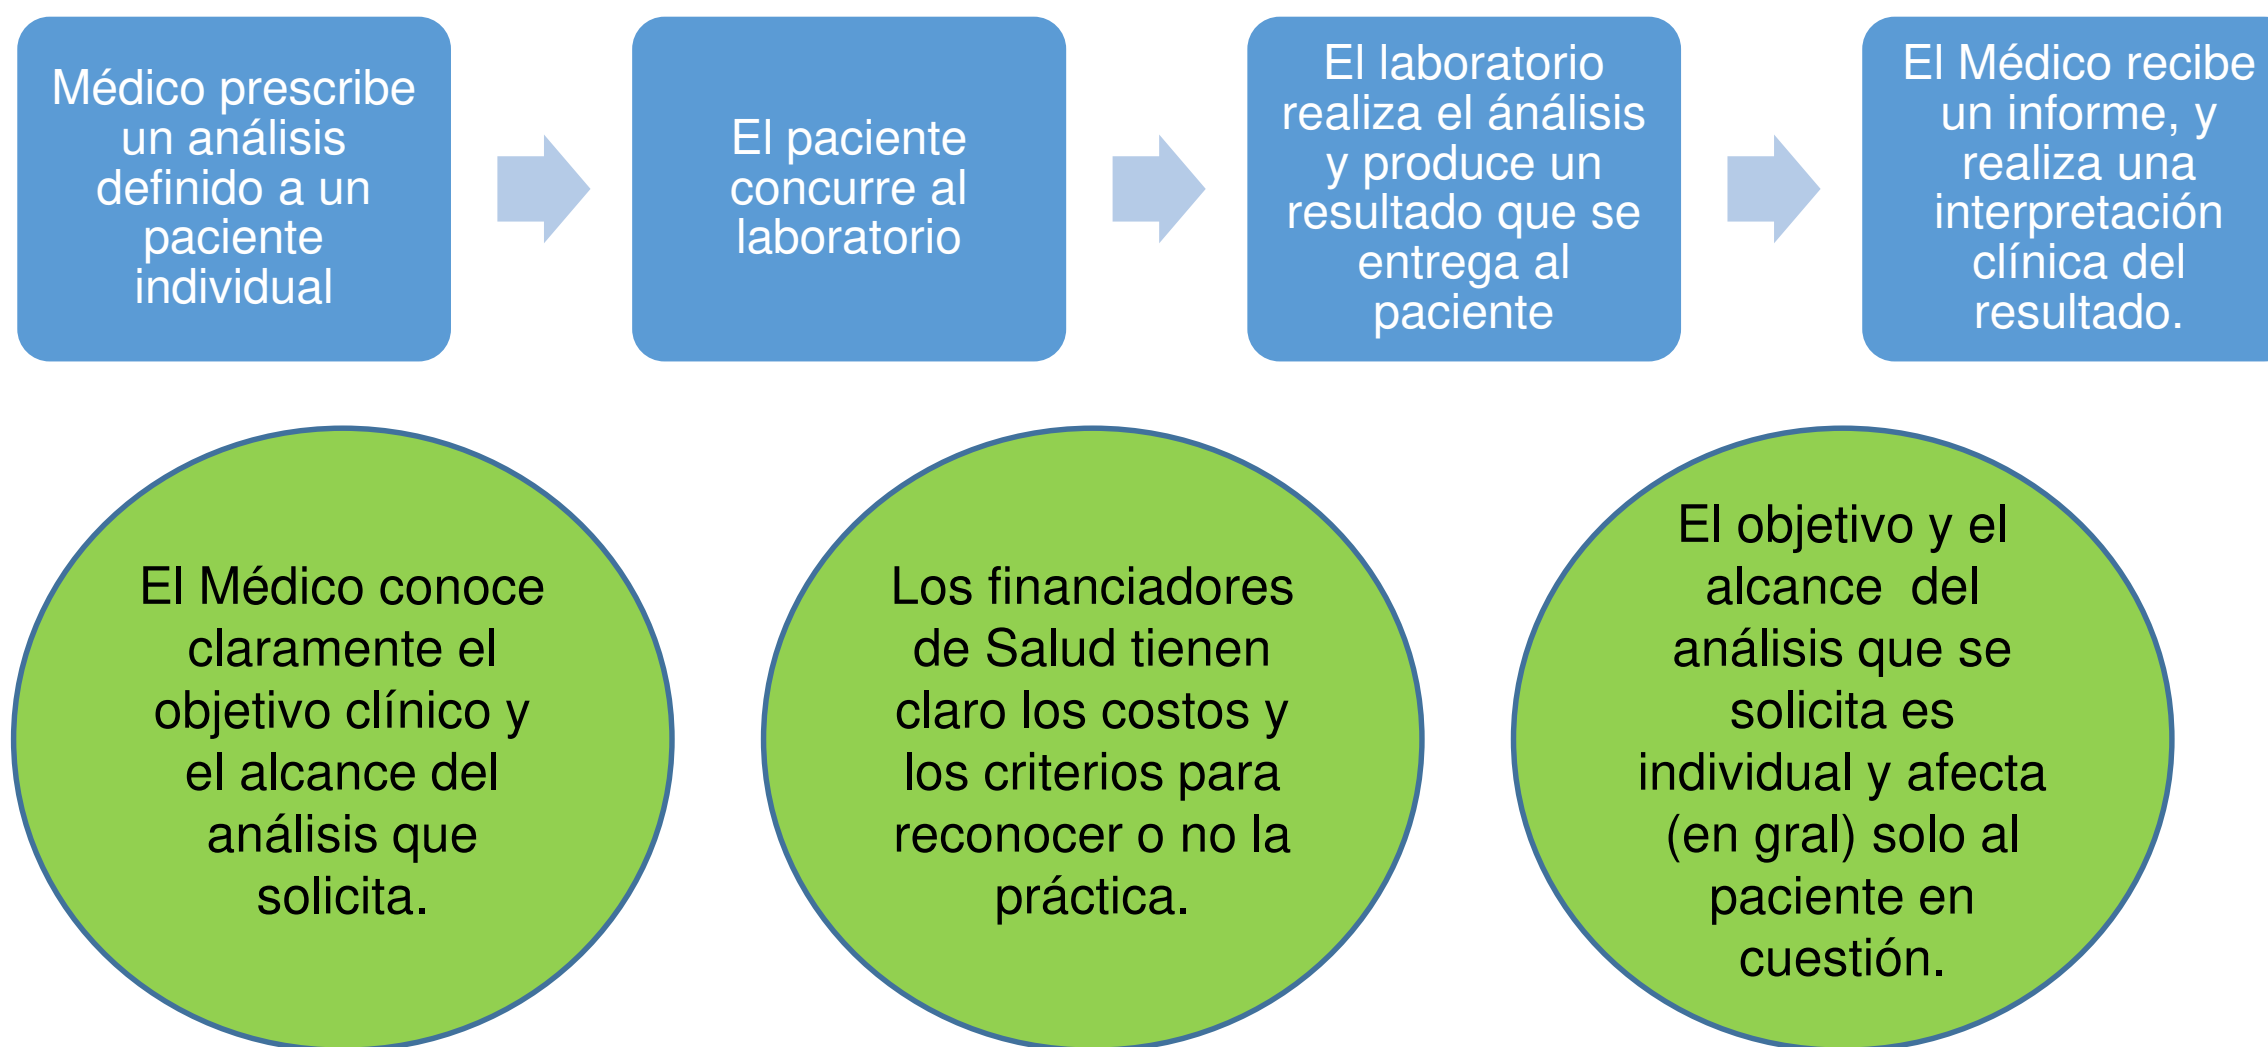 Médico prescribe
un análisis
definido a un
paciente
individual
El paciente
concurre al
laboratorio
El laboratorio
realiza el ánálisis
y produce un
resultado que se
entrega al
paciente
El Médico recibe
un informe, y
realiza una
interpretación
clínica del
resultado.
El Médico conoce
claramente el
objetivo clínico y
el alcance del
análisis que
solicita.
Los financiadores
de Salud tienen
claro los costos y
los criterios para
reconocer o no la
práctica.
El objetivo y el
alcance  del
análisis que se
solicita es
individual y afecta
(en gral) solo al
paciente en
cuestión.